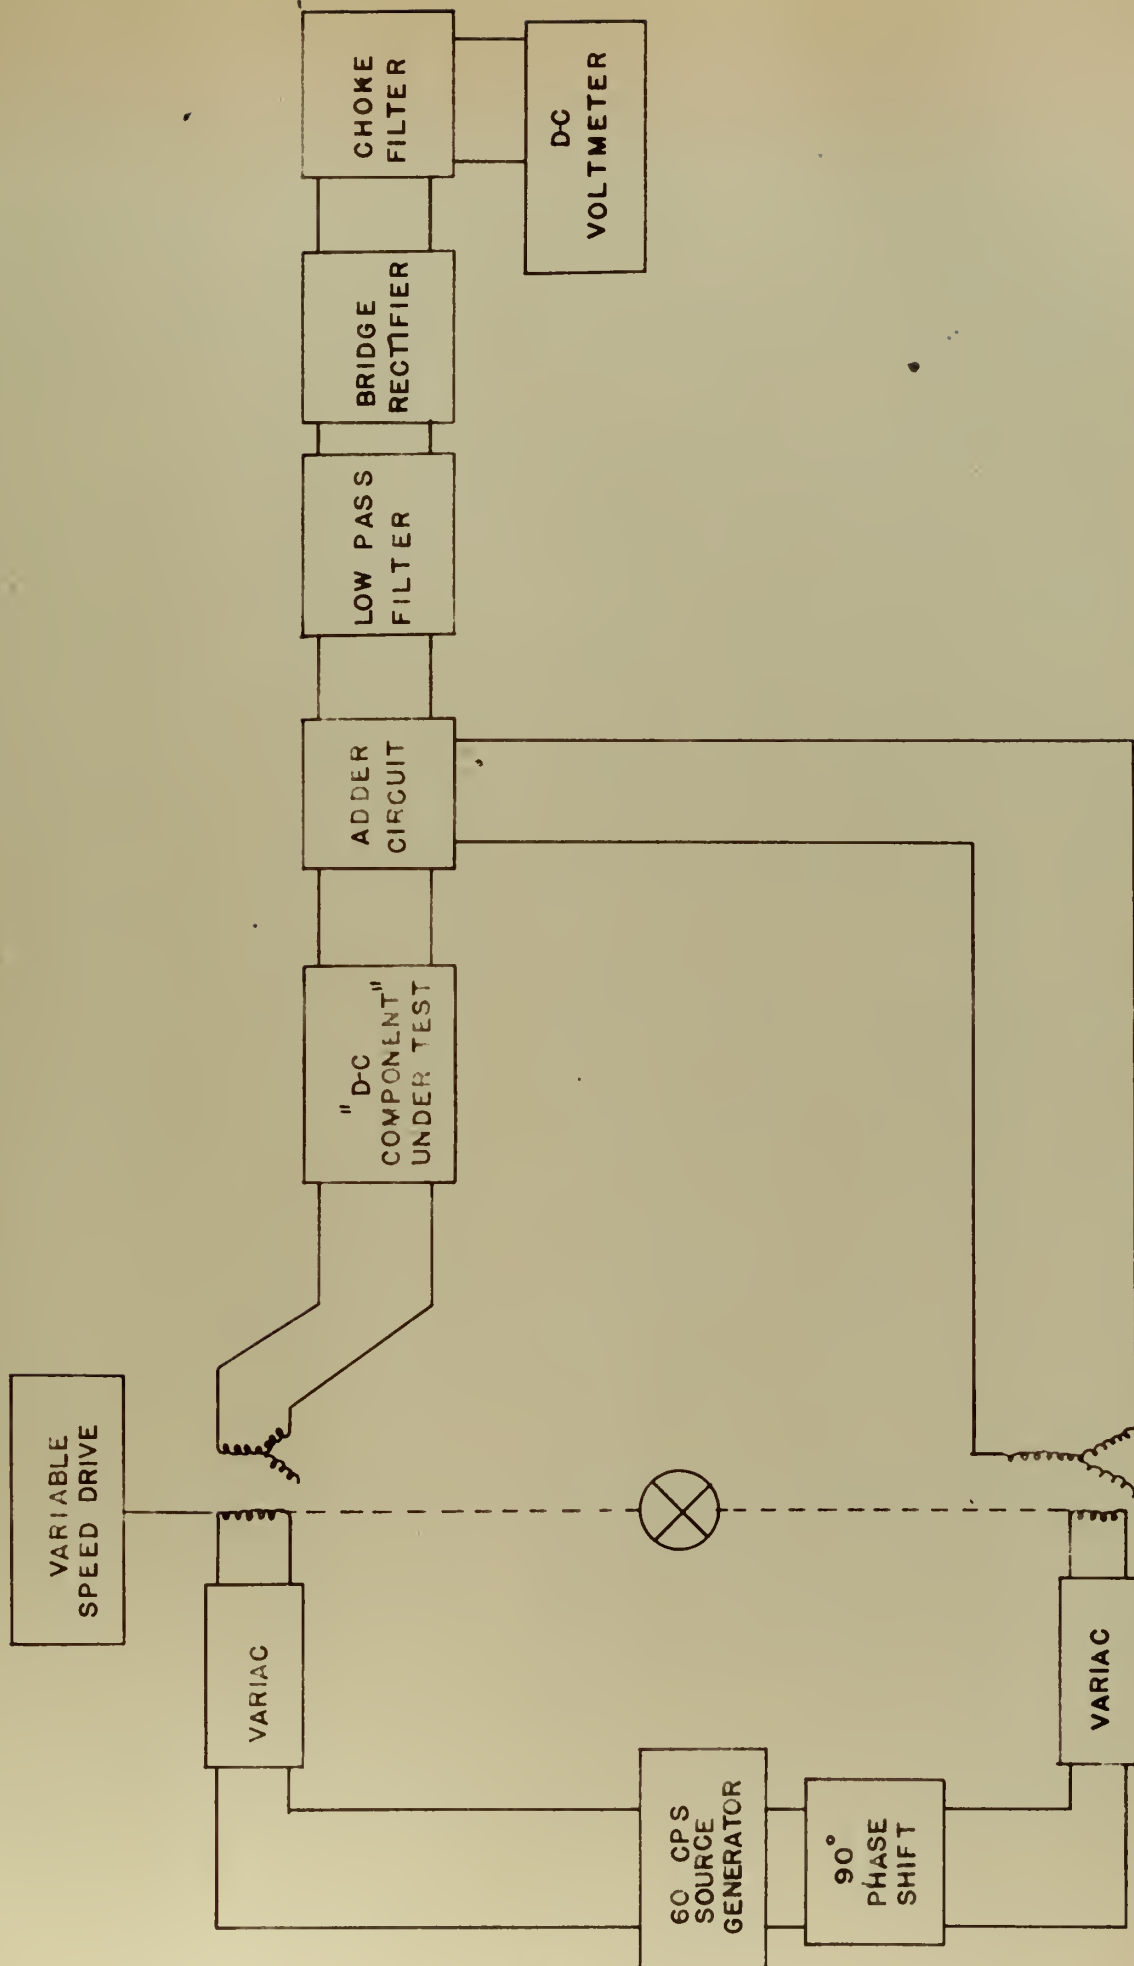 VARIABLE
SPEED DRIVE
VARIAC
"D-C
COMPONENT"
UNDER TEST
ADDER
CIRCUIT
LOW PASS
FILTER
BRIDGE
RECTIFIER
CHOKE
FILTER
D-C
VOLTMETER
60 CPS
SOURCE
GENERATOR
90°
PHASE
SHIFT
VARIAC